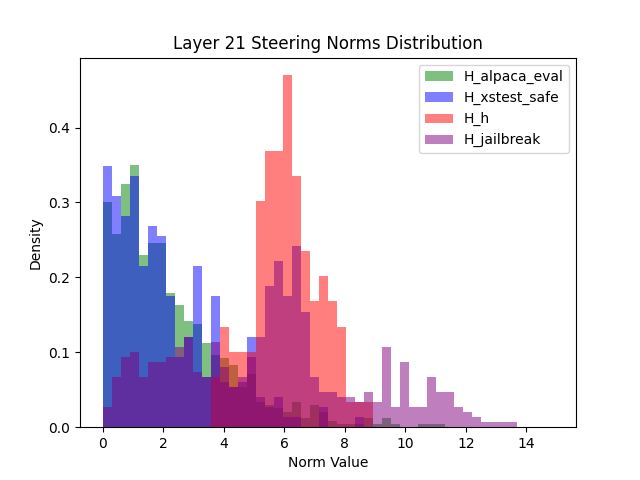 Layer 21 Steering Norms Distribution
H_alpaca_eval
H_xstest_safe
H_h
H_jailbreak
Density
0.4
0.3
0.2
0.1
0.0
0 2 4 6 8 10 12 14
Norm Value